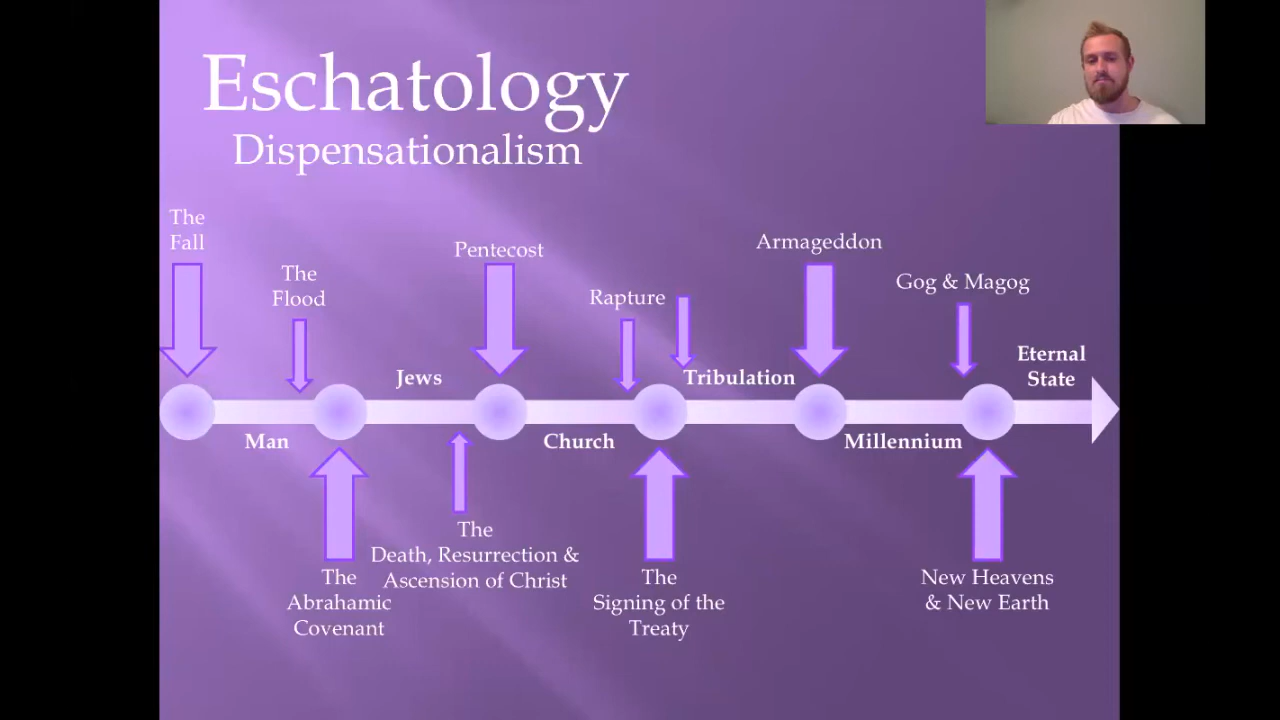 Eschatology
Dispensationalism
The
Fall
The
Flood
Pentecost
Rapture
Armageddon
Gog & Magog
Jews
Tribulation
Eternal
State
Man
Church
Millennium
The
Death, Resurrection &
Ascension of Christ
The
Abrahamic
Covenant
The
Signing of the
Treaty
New Heavens
& New Earth